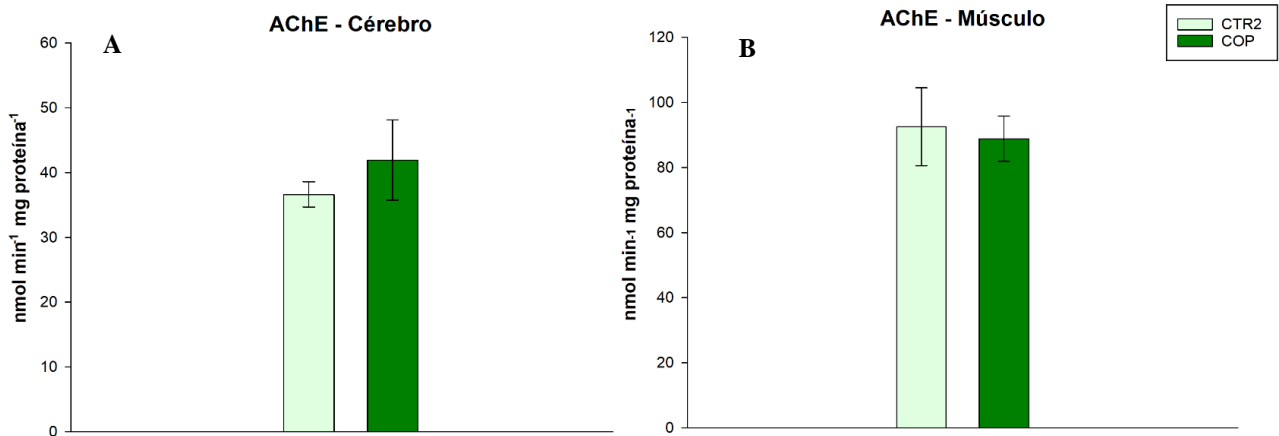 AChE - Cérebro
A
60
50
40
30
20
10
0
nmol min⁻¹ mg proteína⁻¹
AChE - Músculo
B
120
100
80
60
40
20
0
nmol min-1 mg proteína-1
CTR2
COP